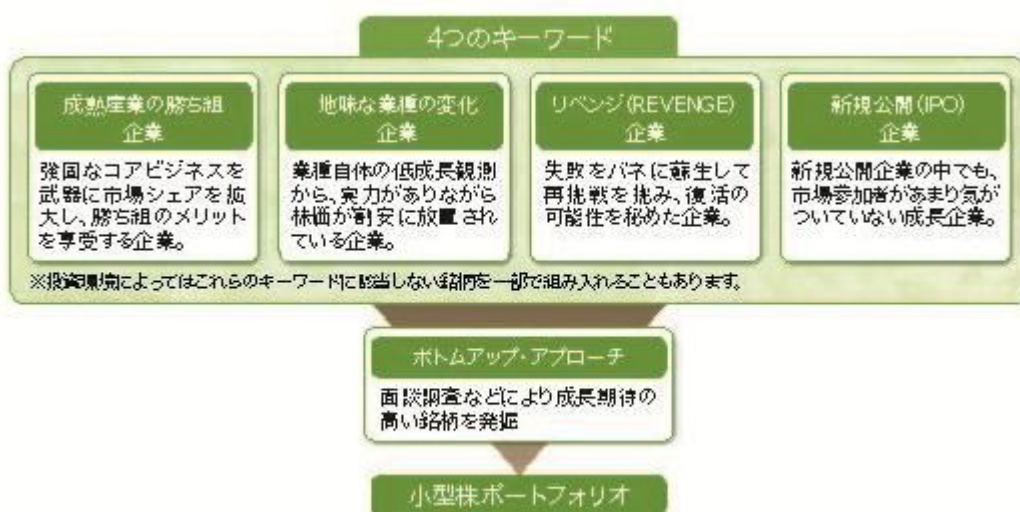 4つのキーワード
成熟産業の勝ち組
企業
強固なコアビジネスを
武器に市場シェアを拡
大し、勝ち組のメリット
を享受する企業。
地味な業種の変化
企業
業種自体の低成長観測
から、実力がありながら
株価が割安に放置され
ている企業。
リベンジ(REVENGE)
企業
失敗をバネに蘇生して
再挑戦を挑み、復活の
可能性を秘めた企業。
新規公開(IPO)
企業
新規公開企業の中でも、
市場参加者があまり気が
ついていない成長企業。
※投資環境によってはこれらのキーワードに該当しない銘柄を一部で組み入れることもあります。
ボトムアップ・アプローチ
面談調査などにより成長期待の
高い銘柄を発掘
小型株ポートフォリオ